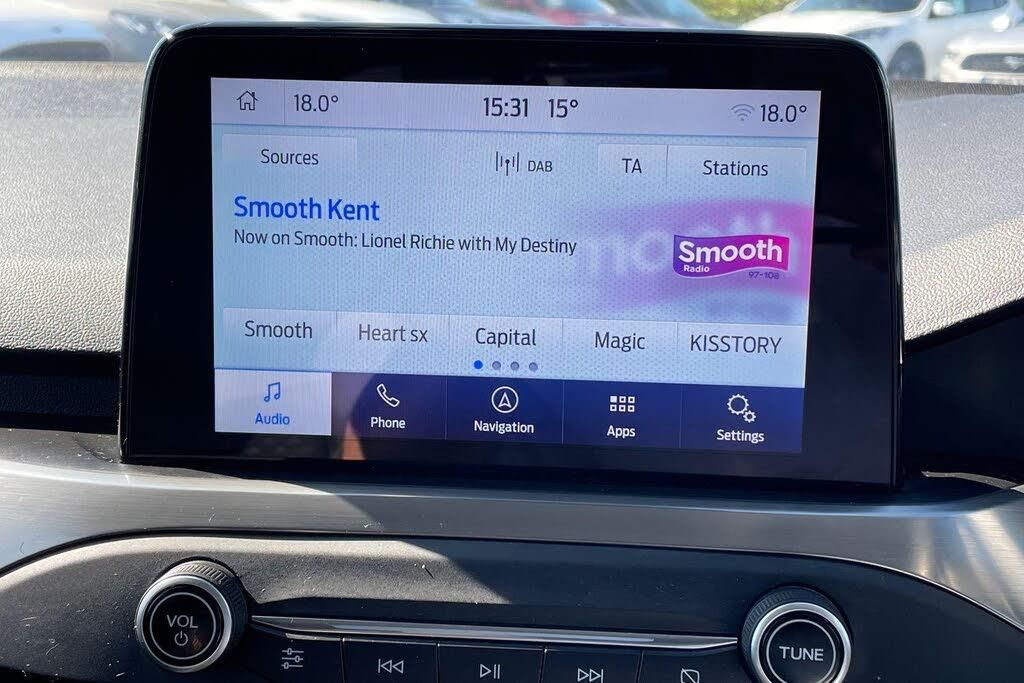 18.0° 15:31 15° 18.0°
Sources DAB TA Stations
Smooth Kent
Now on Smooth: Lionel Richie with My Destiny
Smooth
Radio
97-108
Smooth Heart sx Capital Magic KISSTORY
Audio Phone Navigation Apps Settings
VOL TUNE